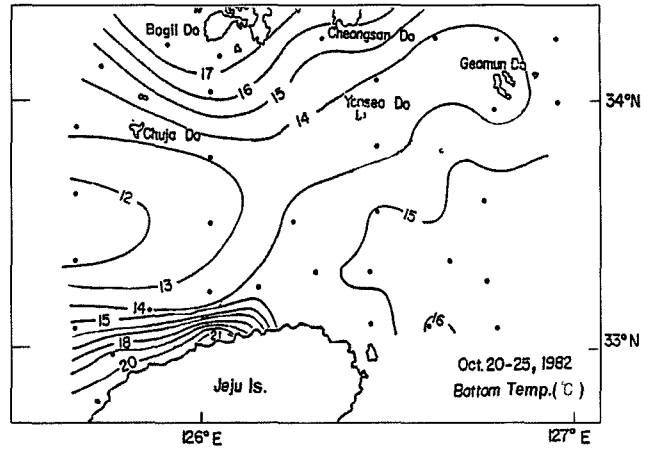 Bogil Do
Cheongsan Do
17
Geomun Do
16
15
34°N
14
Yeoseo Do
Chuja Do
12
15
13
14
15
16
18
21
33°N
20
Oct. 20-25, 1982
Jeju Is.
Bottom Temp.(°C)
126°E
127°E